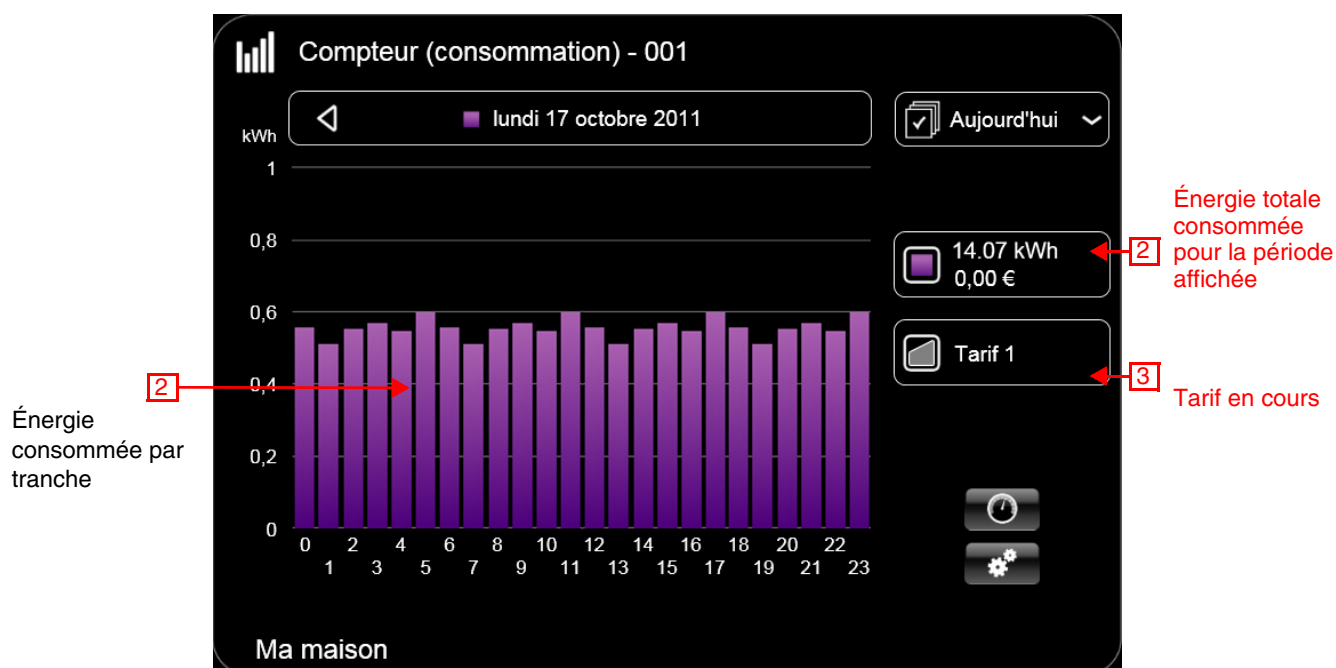 Compteur (consommation) - 001
lundi 17 octobre 2011
Aujourd'hui
kWh
1
0,8
0,6
0,4
0,2
0
0 2 4 6 8 10 12 14 16 18 20 22
1 3 5 7 9 11 13 15 17 19 21 23
14.07 kWh
0,00 €
2
Énergie totale
consommée
pour la période
affichée
Tarif 1
3
Tarif en cours
2
Énergie
consommée par
tranche
Ma maison